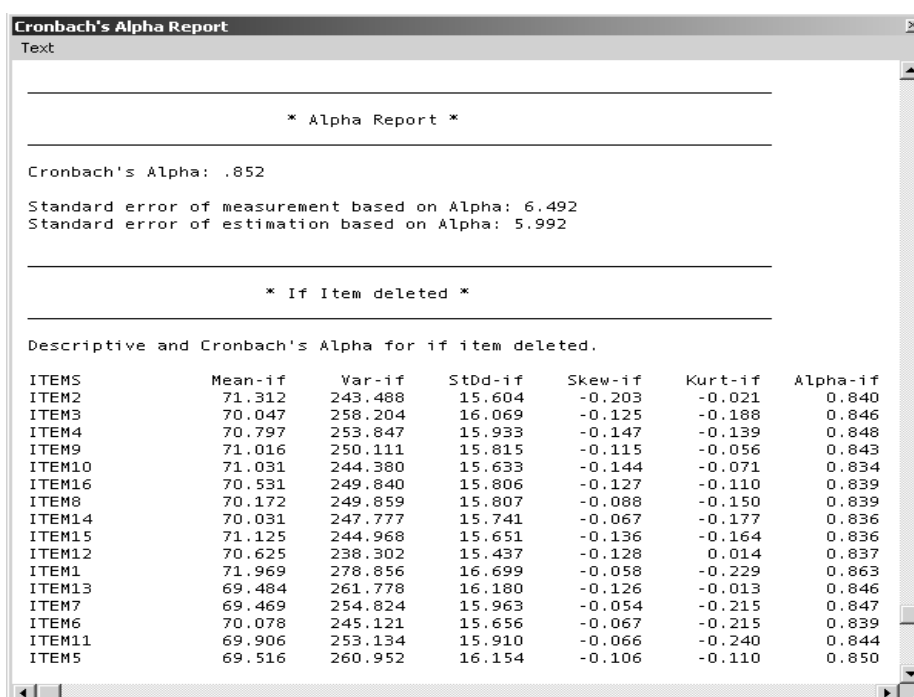 Cronbach's Alpha Report
Text
* Alpha Report *
Cronbach's Alpha: .852
Standard error of measurement based on Alpha: 6.492
Standard error of estimation based on Alpha: 5.992
* If Item deleted *
Descriptive and Cronbach's Alpha for if item deleted.
ITEMS Mean-if Var-if StDd-if Skew-if Kurt-if Alpha-if
ITEM2 71.312 243.488 15.604 -0.203 -0.021 0.840
ITEM3 70.047 258.204 16.069 -0.125 -0.188 0.846
ITEM4 70.797 253.847 15.933 -0.147 -0.139 0.848
ITEM9 71.016 250.111 15.815 -0.115 -0.056 0.843
ITEM10 71.031 244.380 15.633 -0.144 -0.071 0.834
ITEM16 70.531 249.840 15.806 -0.127 -0.110 0.839
ITEM8 70.172 249.859 15.807 -0.088 -0.150 0.839
ITEM14 70.031 247.777 15.741 -0.067 -0.177 0.836
ITEM15 71.125 244.968 15.651 -0.136 -0.164 0.836
ITEM12 70.625 238.302 15.437 -0.128 0.014 0.837
ITEM1 71.969 278.856 16.699 -0.058 -0.229 0.863
ITEM13 69.484 261.778 16.180 -0.126 -0.013 0.846
ITEM7 69.469 254.824 15.963 -0.054 -0.215 0.847
ITEM6 70.078 245.121 15.656 -0.067 -0.215 0.839
ITEM11 69.906 253.134 15.910 -0.066 -0.240 0.844
ITEM5 69.516 260.952 16.154 -0.106 -0.110 0.850